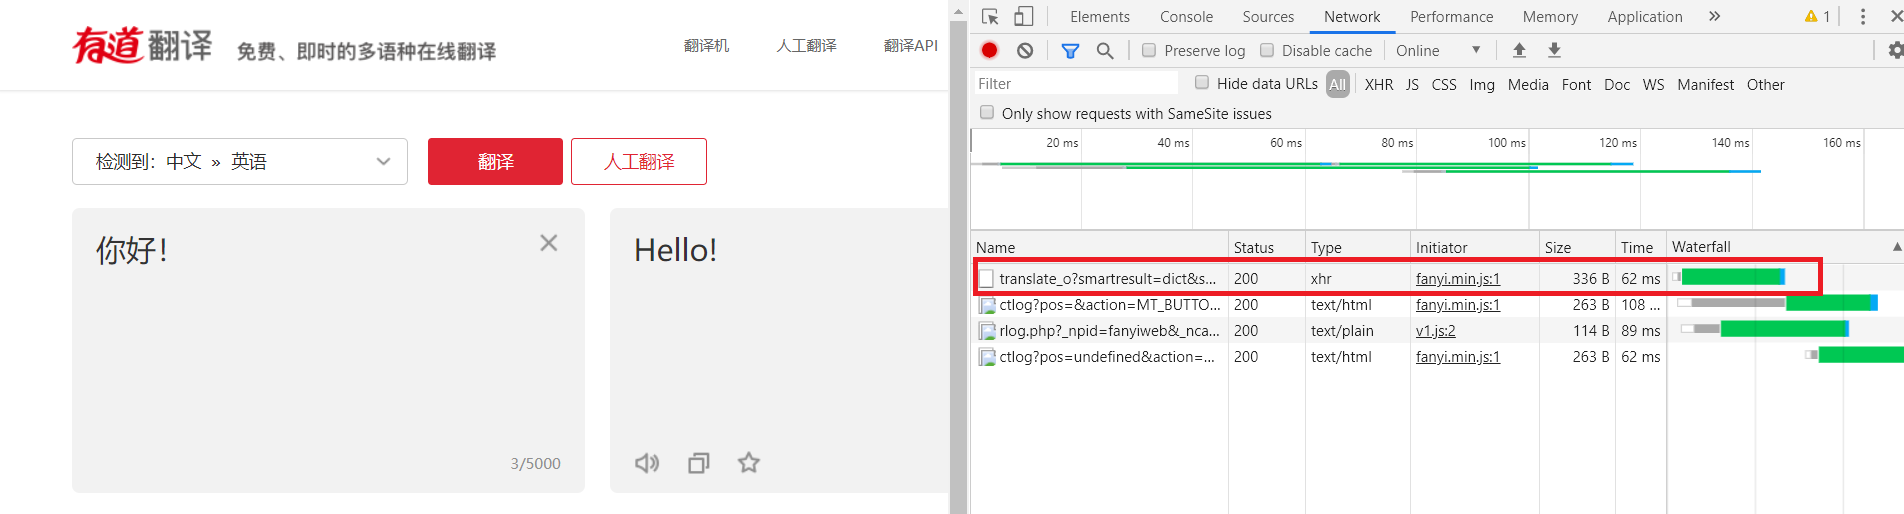 有道翻译 免费、即时的多语种在线翻译 翻译机 人工翻译 翻译API
检测到：中文 » 英语 翻译 人工翻译
你好！
Hello!
3/5000
Elements Console Sources Network Performance Memory Application » 1
Preserve log Disable cache Online
Filter Hide data URLs All XHR JS CSS Img Media Font Doc WS Manifest Other
Only show requests with SameSite issues
20 ms 40 ms 60 ms 80 ms 100 ms 120 ms 140 ms 160 ms
Name Status Type Initiator Size Time Waterfall
translate_o?smartresult=dict&s... 200 xhr fanyi.min.js:1 336 B 62 ms
ctlog?pos=&action=MT_BUTTO... 200 text/html fanyi.min.js:1 263 B 108 ...
rlog.php?_npid=fanyiweb&_nca... 200 text/plain v1.js:2 114 B 89 ms
ctlog?pos=undefined&action=... 200 text/html fanyi.min.js:1 263 B 62 ms